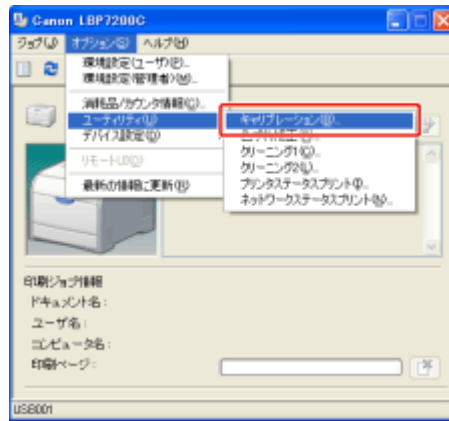 Canon LBP7200C
ジョブ(J) オプション(S) ヘルプ(H)
環境設定(ユーザ)(E)...
環境設定(管理者)(M)...
消耗品/カウンタ情報(C)...
ユーティリティ(U)
デバイス設定(D)
リモートUI(Q)
最新の情報に更新(R)
キャリブレーション(U)...
クリーニング1(C)...
クリーニング2(L)...
プリンタステータスプリント(I)...
ネットワークステータスプリント(N)...
印刷ジョブ情報
ドキュメント名:
ユーザ名:
コンピュータ名:
印刷ページ:
USB001